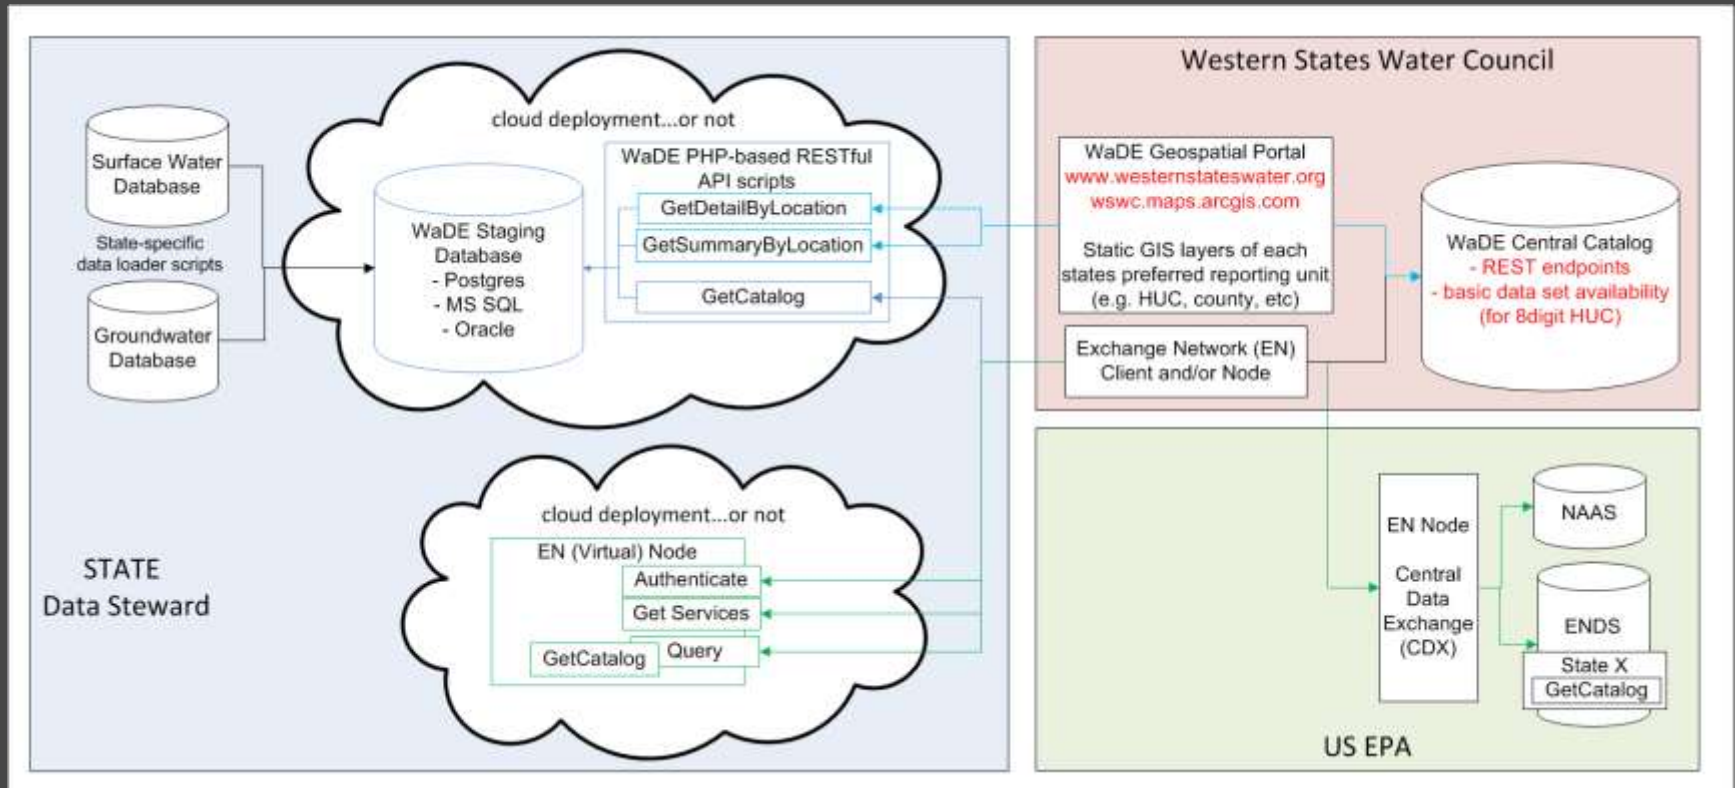 cloud deployment...or not
Surface Water
Database
State-specific
data loader scripts
Groundwater
Database
WaDE Staging
Database
- Postgres
- MS SQL
- Oracle
WaDE PHP-based RESTful
API scripts
GetDetailByLocation
GetSummaryByLocation
GetCatalog
cloud deployment...or not
EN (Virtual) Node
Authenticate
Get Services
Query
GetCatalog
STATE
Data Steward
Western States Water Council
WaDE Geospatial Portal
www.westernstateswater.org
wswc.maps.arcgis.com
Static GIS layers of each
states preferred reporting unit
(e.g. HUC, county, etc)
Exchange Network (EN)
Client and/or Node
WaDE Central Catalog
- REST endpoints
- basic data set availability
(for 8digit HUC)
EN Node
Central
Data
Exchange
(CDX)
NAAS
ENDS
State X
GetCatalog
US EPA